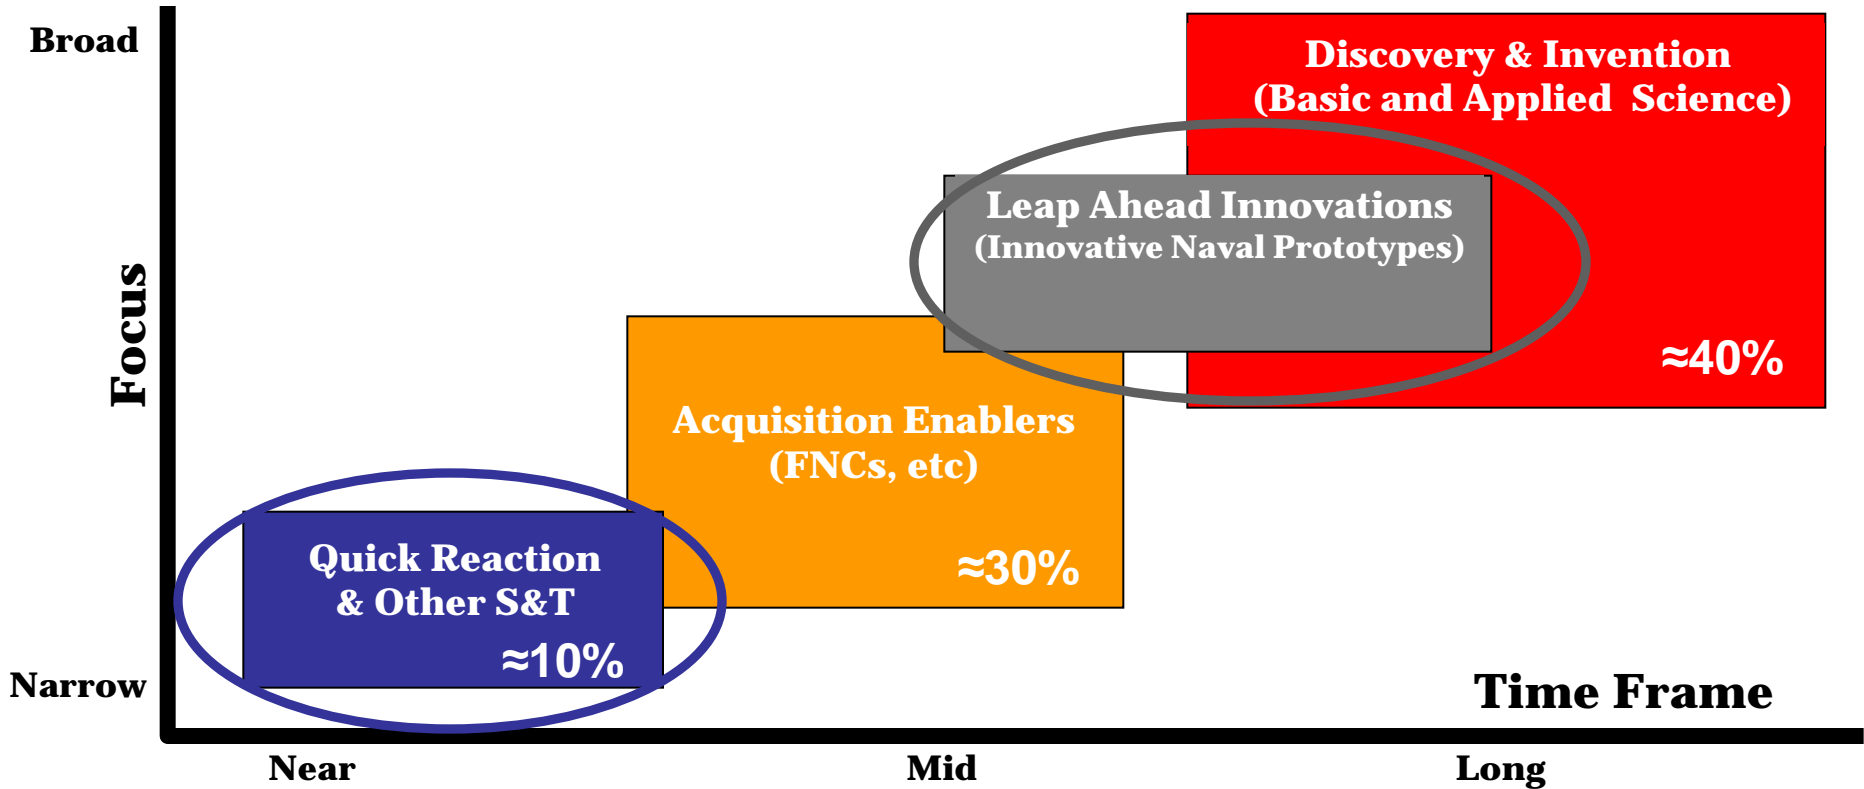 Broad
Discovery & Invention
(Basic and Applied Science)
Leap Ahead Innovations
(Innovative Naval Prototypes)
Focus
≈40%
Acquisition Enablers
(FNCs, etc)
≈30%
Quick Reaction
& Other S&T
≈10%
Narrow
Time Frame
Near
Mid
Long